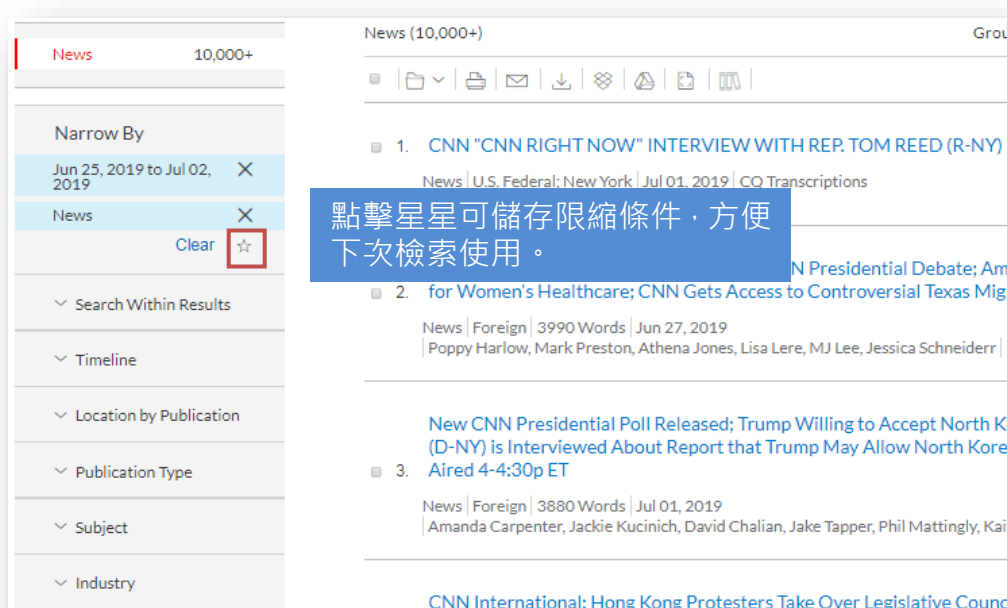 News 10,000+
Narrow By
Jun 25, 2019 to Jul 02,
2019
News
Clear
Search Within Results
Timeline
Location by Publication
Publication Type
Subject
Industry
News (10,000+)
1. CNN "CNN RIGHT NOW" INTERVIEW WITH REP. TOM REED (R-NY)
News | U.S. Federal; New York | Jul 01, 2019 | CQ Transcriptions
點擊星星可儲存限縮條件，方便
下次檢索使用。
Presidential Debate;
2. for Women's Healthcare; CNN Gets Access to Controversial Texas
News | Foreign | 3990 Words | Jun 27, 2019
Poppy Harlow, Mark Preston, Athena Jones, Lisa Lere, MJ Lee, Jessica Schneiderr
New CNN Presidential Poll Released; Trump Willing to Accept North
(D-NY) is Interviewed About Report that Trump May Allow North
3. Aired 4-4:30p ET
News | Foreign | 3880 Words | Jul 01, 2019
Amanda Carpenter, Jackie Kucinich, David Chalian, Jake Tapper, Phil Mattingly,
CNN International: Hong Kong Protesters Take Over Legislative